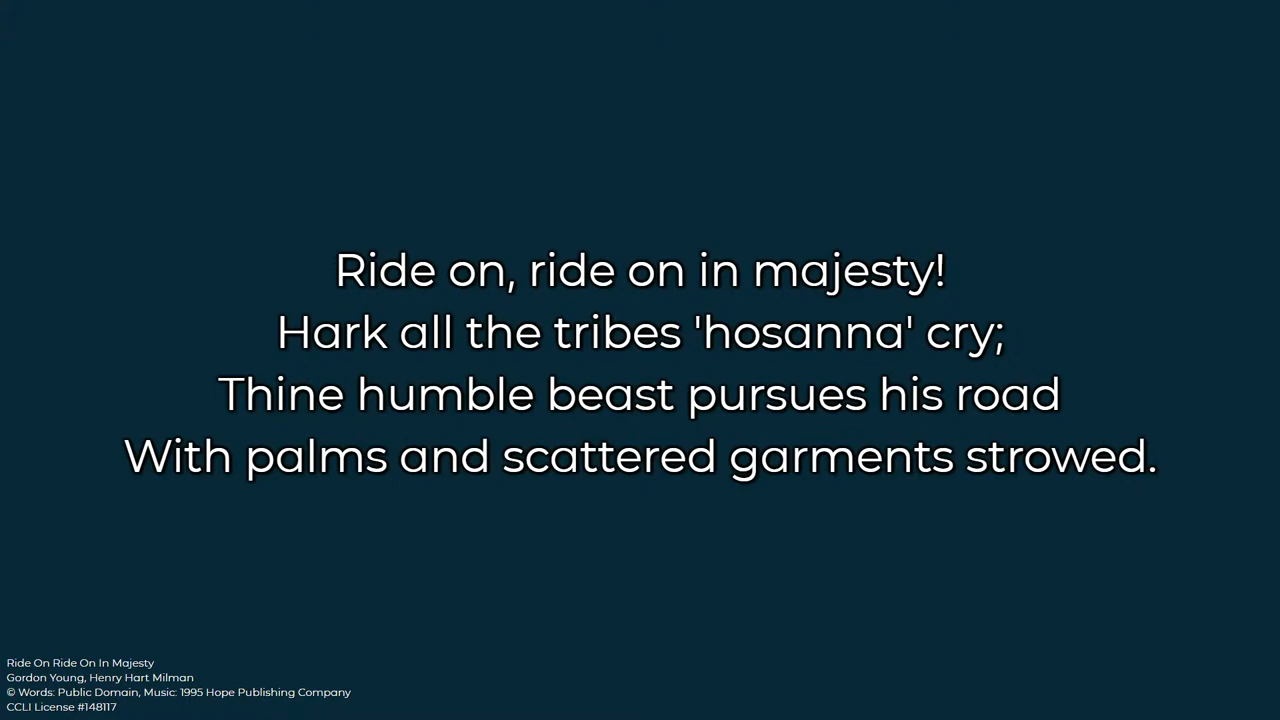 Ride on, ride on in majesty!
Hark all the tribes 'hosanna' cry;
Thine humble beast pursues his road
With palms and scattered garments strowed.
Ride On Ride On In Majesty
Gordon Young, Henry Hart Milman
© Words: Public Domain, Music: 1995 Hope Publishing Company
CCLI License #148117